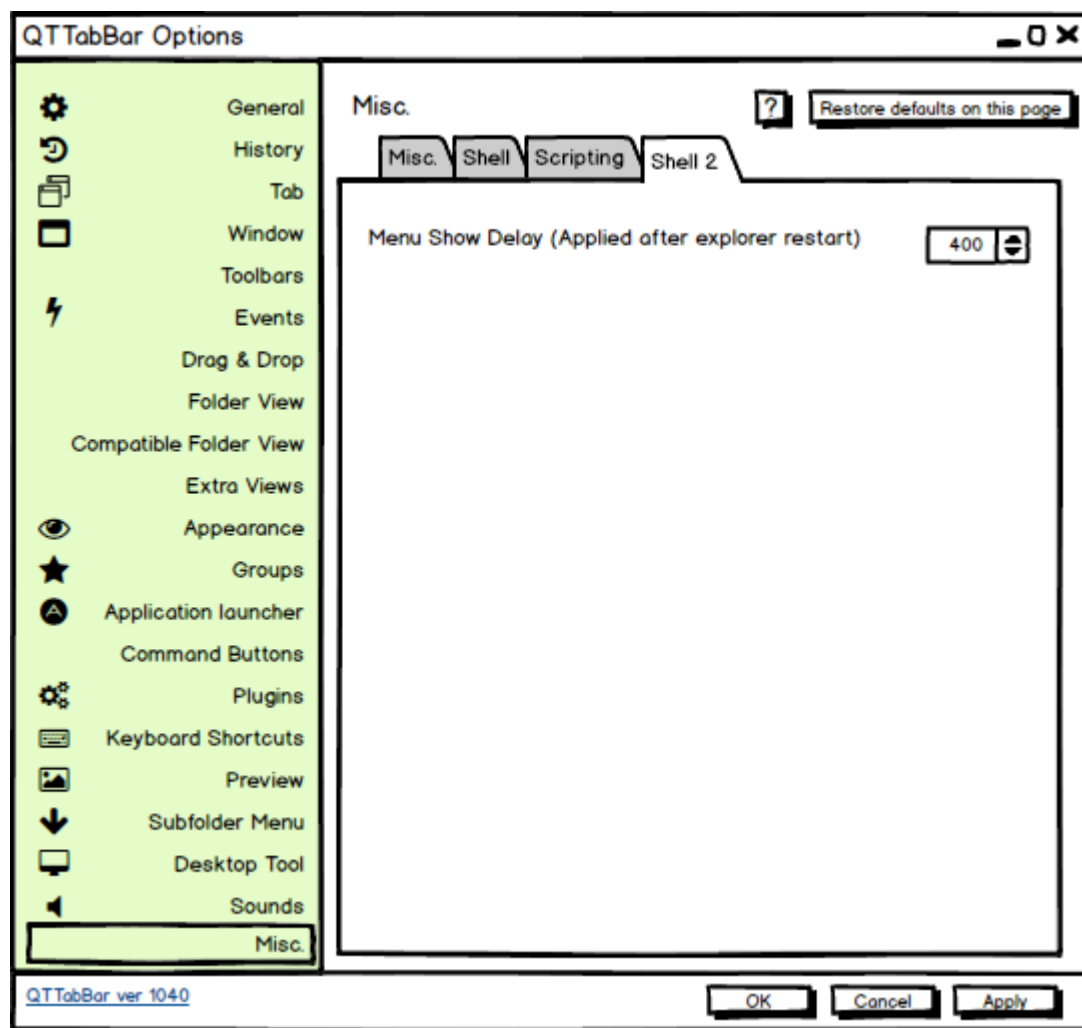 QTTabBar Options
General
History
Tab
Window
Toolbars
Events
Drag & Drop
Folder View
Compatible Folder View
Extra Views
Appearance
Groups
Application launcher
Command Buttons
Plugins
Keyboard Shortcuts
Preview
Subfolder Menu
Desktop Tool
Sounds
Misc.
Misc.
?
Restore defaults on this page
Misc.
Shell
Scripting
Shell 2
Menu Show Delay (Applied after explorer restart)
400
QTTabBar ver 1040
OK
Cancel
Apply